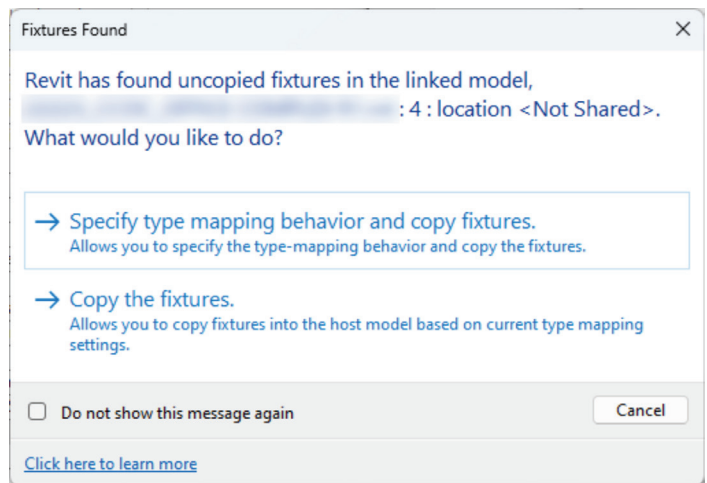 Fixtures Found
Revit has found uncopied fixtures in the linked model,
: 4 : location <Not Shared>.
What would you like to do?
Specify type mapping behavior and copy fixtures.
Allows you to specify the type-mapping behavior and copy the fixtures.
Copy the fixtures.
Allows you to copy fixtures into the host model based on current type mapping
settings.
Do not show this message again
Cancel
Click here to learn more